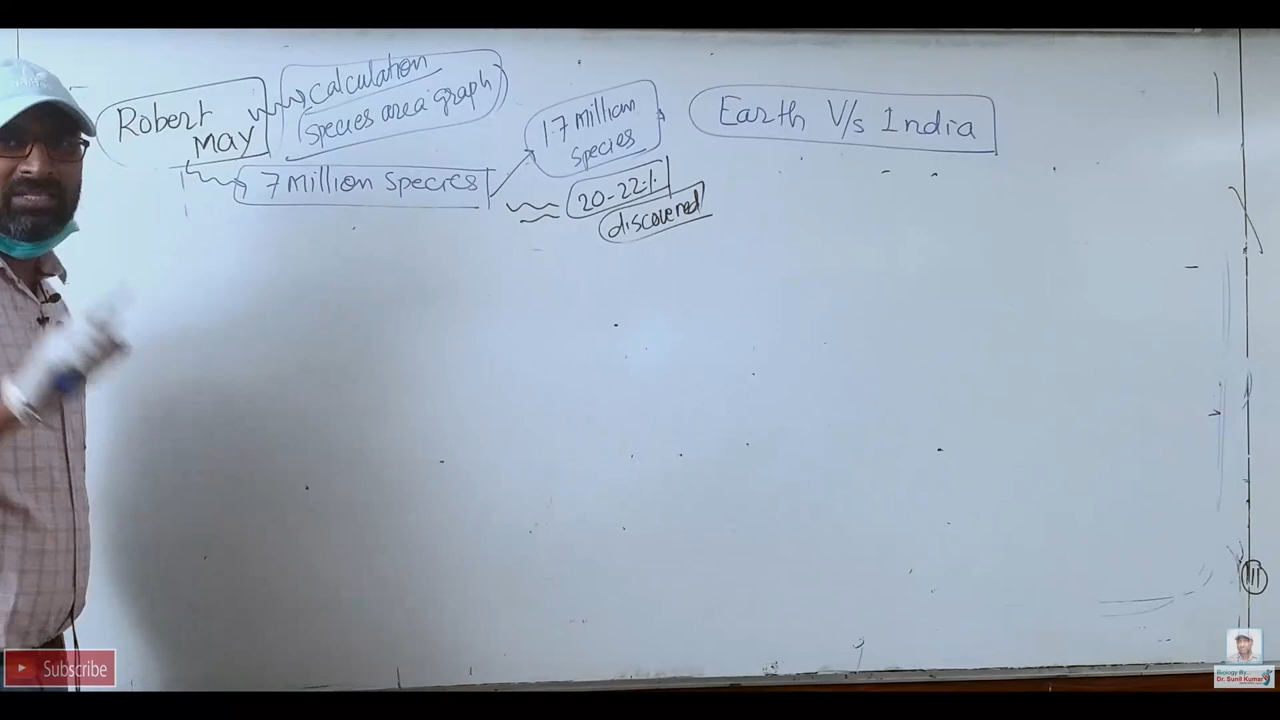 Robert
May
calculation
species area graph
7 Million Species
1.7 Million
species
20-22%
discovered
Earth V/s India
III
Subscribe
Biology By:
Dr. Sunil Kumar